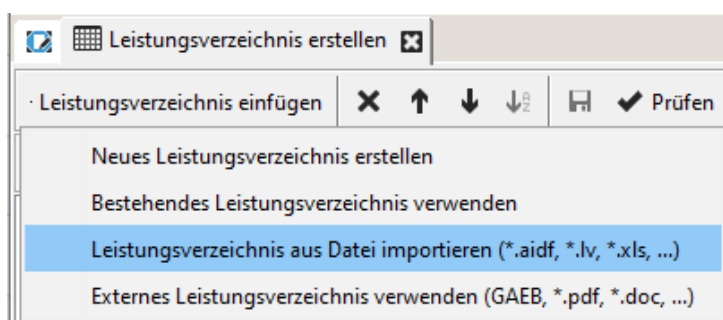 Leistungsverzeichnis erstellen
· Leistungsverzeichnis einfügen Prüfen
Neues Leistungsverzeichnis erstellen
Bestehendes Leistungsverzeichnis verwenden
Leistungsverzeichnis aus Datei importieren (*.aidf, *.lv, *.xls, ...)
Externes Leistungsverzeichnis verwenden (GAEB, *.pdf, *.doc, ...)